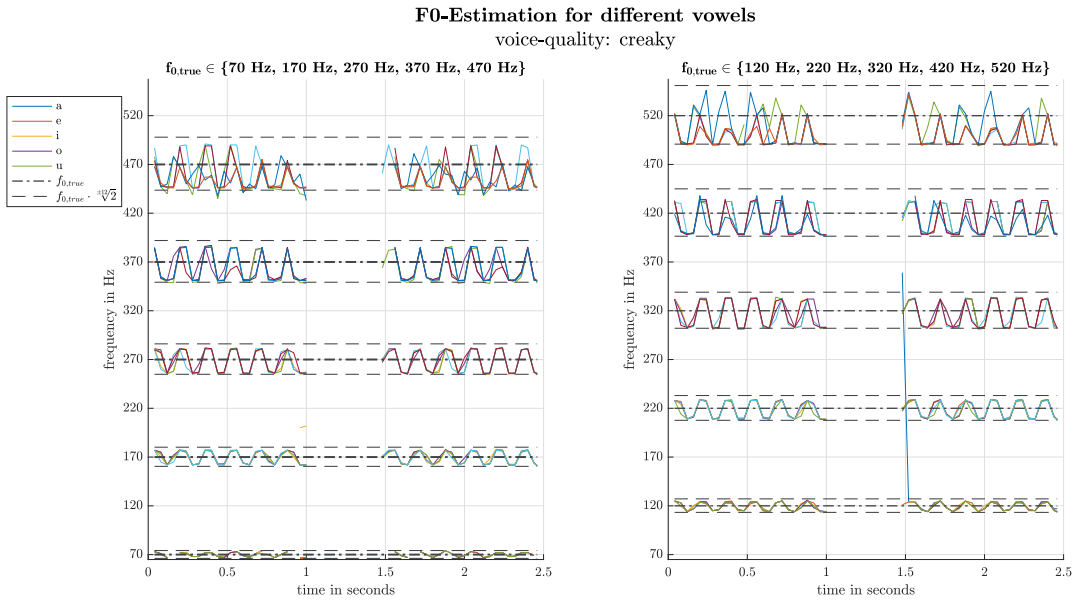 F0-Estimation for different vowels
voice-quality: creaky
f0,true ∈ {70 Hz, 170 Hz, 270 Hz, 370 Hz, 470 Hz}
f0,true ∈ {120 Hz, 220 Hz, 320 Hz, 420 Hz, 520 Hz}
a
e
i
o
u
f0,true
f0,true · ±12√2
frequency in Hz
520
470
420
370
320
270
220
170
120
70
0
0.5
1
1.5
2
2.5
time in seconds
frequency in Hz
520
470
420
370
320
270
220
170
120
70
0
0.5
1
1.5
2
2.5
time in seconds